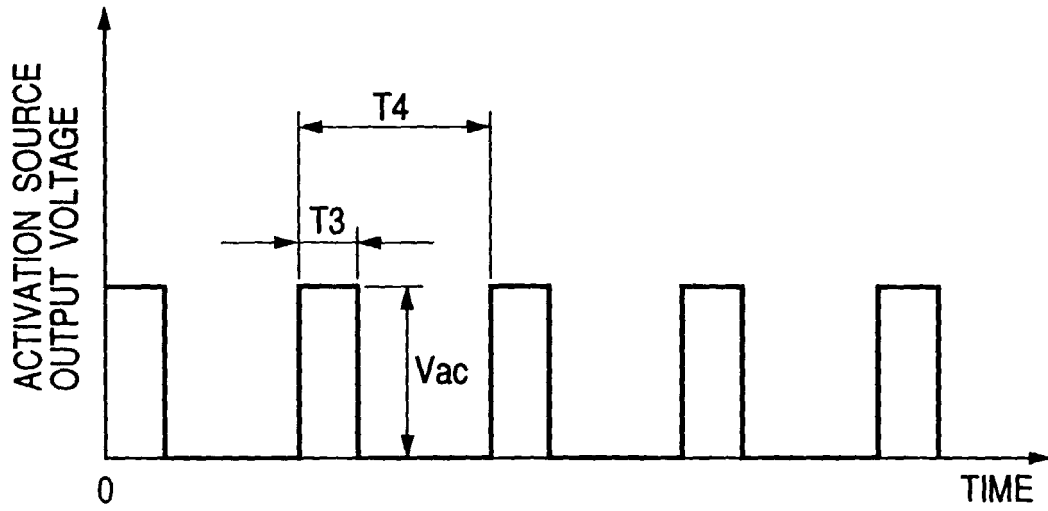 ACTIVATION SOURCE
OUTPUT VOLTAGE
T4
T3
Vac
0
TIME